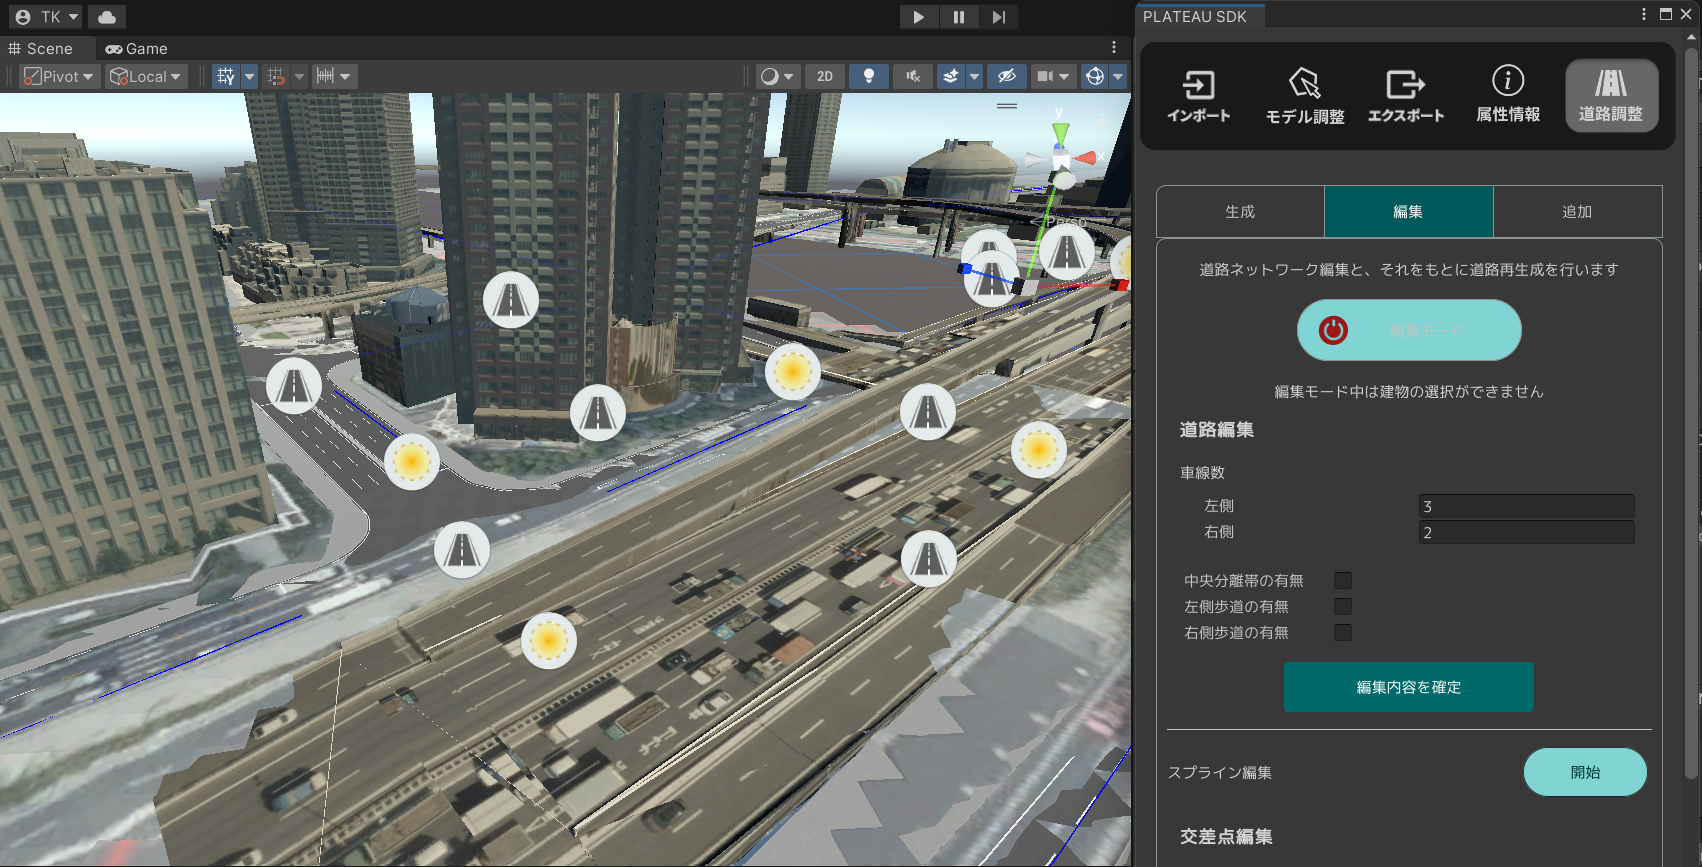 TK
Scene
Game
Pivot
Local
2D
y
x
Persp
PLATEAU SDK
インポート
モデル調整
エクスポート
属性情報
道路調整
生成
編集
追加
道路ネットワーク編集と、それをもとに道路再生成を行います
編集モード
編集モード中は建物の選択ができません
道路編集
車線数
左側
3
右側
2
中央分離帯の有無
左側歩道の有無
右側歩道の有無
編集内容を確定
スプライン編集
開始
交差点編集